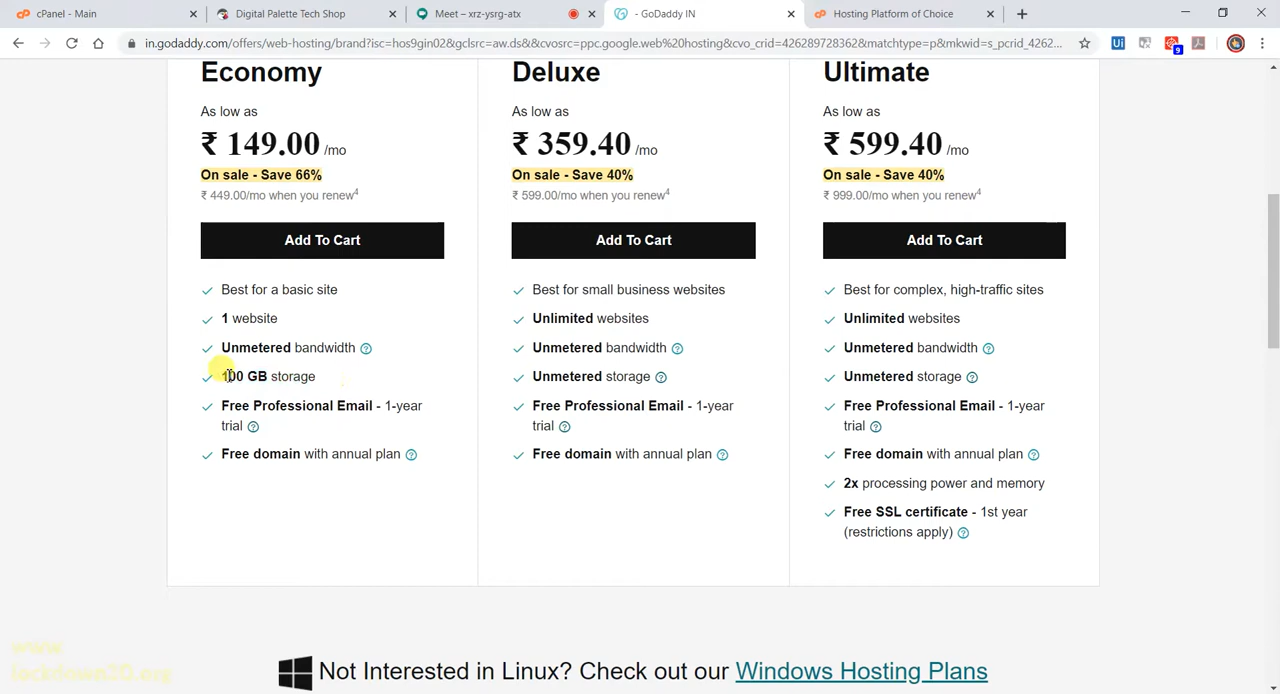 cPanel - Main
Digital Palette Tech Shop
Meet – xrz-ysrg-atx
- GoDaddy IN
Hosting Platform of Choice
in.godaddy.com/offers/web-hosting/brand?isc=hos9gin02&gclsrc=aw.ds&&cvosrc=ppc.google.web%20hosting&cvo_crid=426289728362&matchtype=p&mkwid=s_pcrid_4262...
Ui
9
Economy
As low as
₹ 149.00 /mo
On sale - Save 66%
₹ 449.00/mo when you renew4
Add To Cart
Best for a basic site
1 website
Unmetered bandwidth
100 GB storage
Free Professional Email - 1-year
trial
Free domain with annual plan
Deluxe
As low as
₹ 359.40 /mo
On sale - Save 40%
₹ 599.00/mo when you renew4
Add To Cart
Best for small business websites
Unlimited websites
Unmetered bandwidth
Unmetered storage
Free Professional Email - 1-year
trial
Free domain with annual plan
Ultimate
As low as
₹ 599.40 /mo
On sale - Save 40%
₹ 999.00/mo when you renew4
Add To Cart
Best for complex, high-traffic sites
Unlimited websites
Unmetered bandwidth
Unmetered storage
Free Professional Email - 1-year
trial
Free domain with annual plan
2x processing power and memory
Free SSL certificate - 1st year
(restrictions apply)
Not Interested in Linux? Check out our Windows Hosting Plans